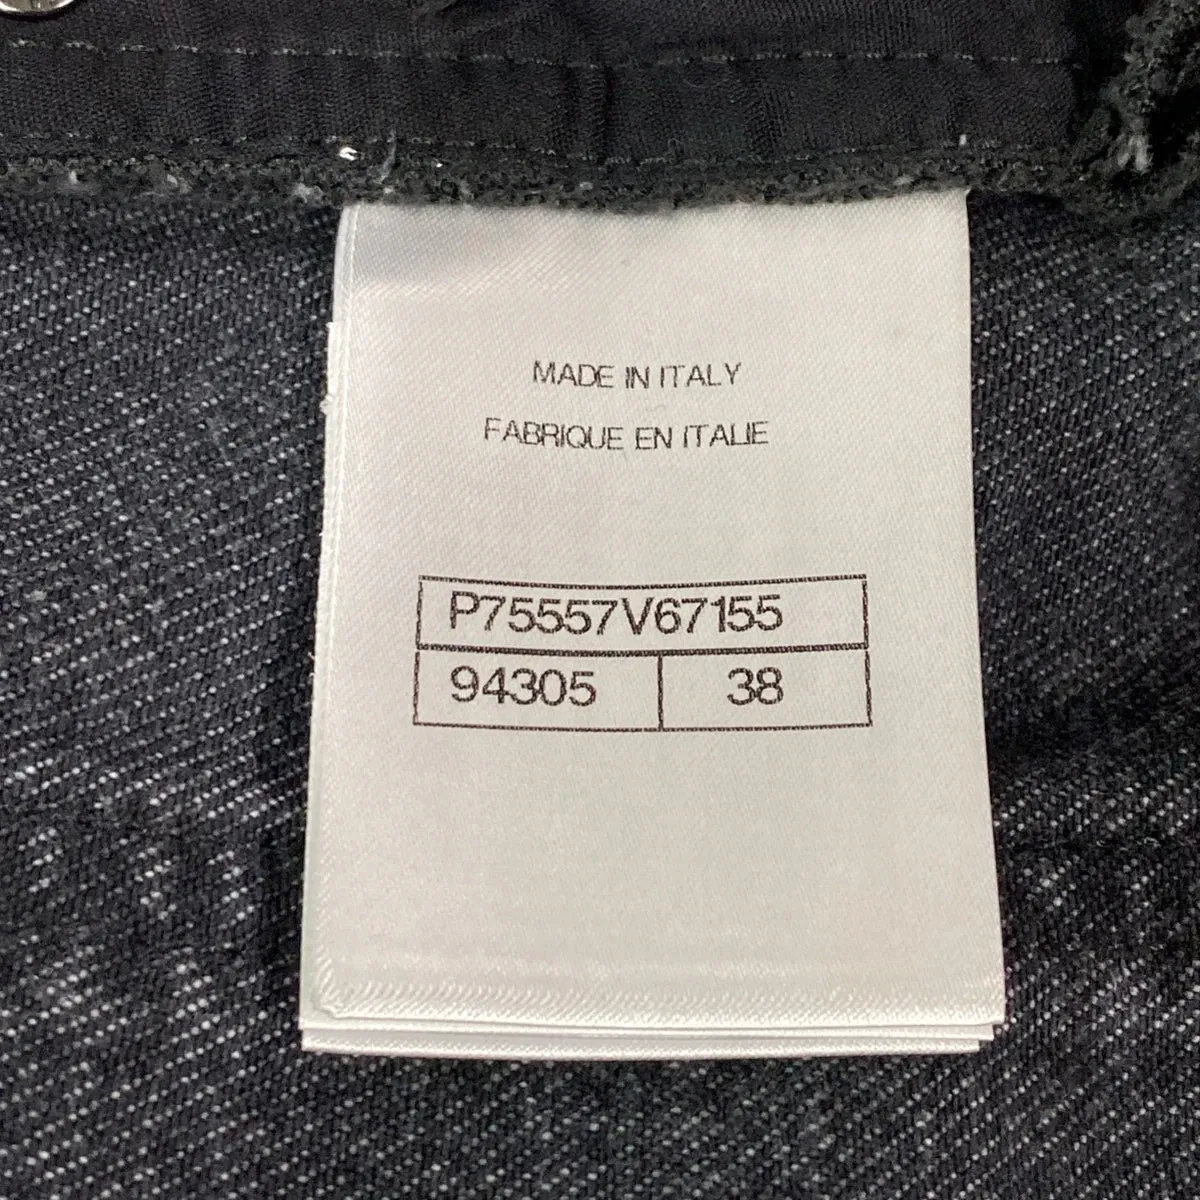 MADE IN ITALY
FABRIQUE EN ITALIE
P75557V67155
94305 38